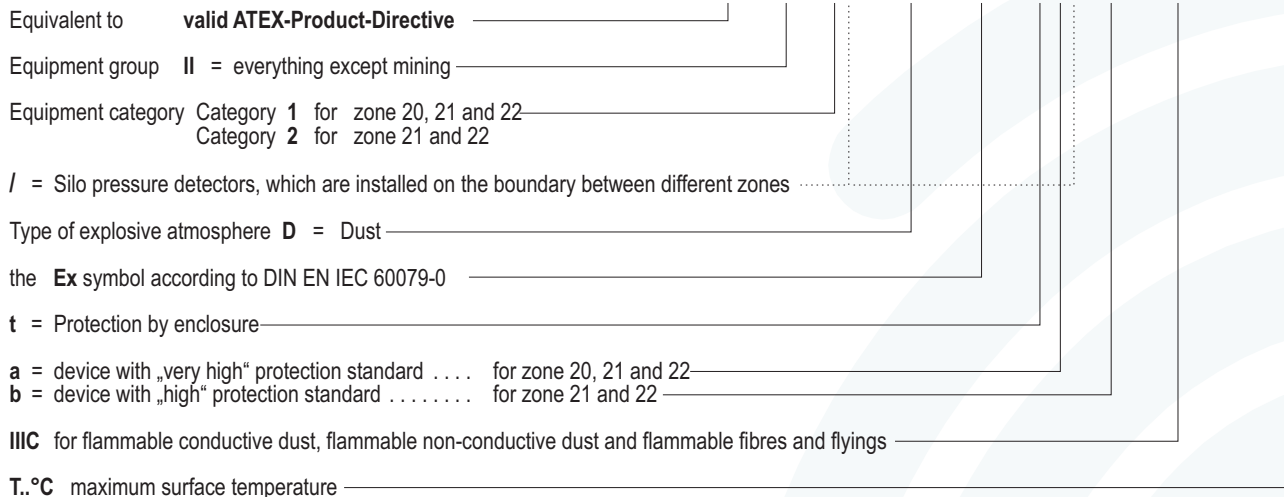 Equivalent to valid ATEX-Product-Directive
Equipment group II = everything except mining
Equipment category Category 1 for zone 20, 21 and 22
Category 2 for zone 21 and 22
/ = Silo pressure detectors, which are installed on the boundary between different zones
Type of explosive atmosphere D = Dust
the Ex symbol according to DIN EN IEC 60079-0
t = Protection by enclosure
a = device with „very high“ protection standard . . . . for zone 20, 21 and 22
b = device with „high“ protection standard . . . . . . . . for zone 21 and 22
IIIC for flammable conductive dust, flammable non-conductive dust and flammable fibres and flyings
T..°C maximum surface temperature